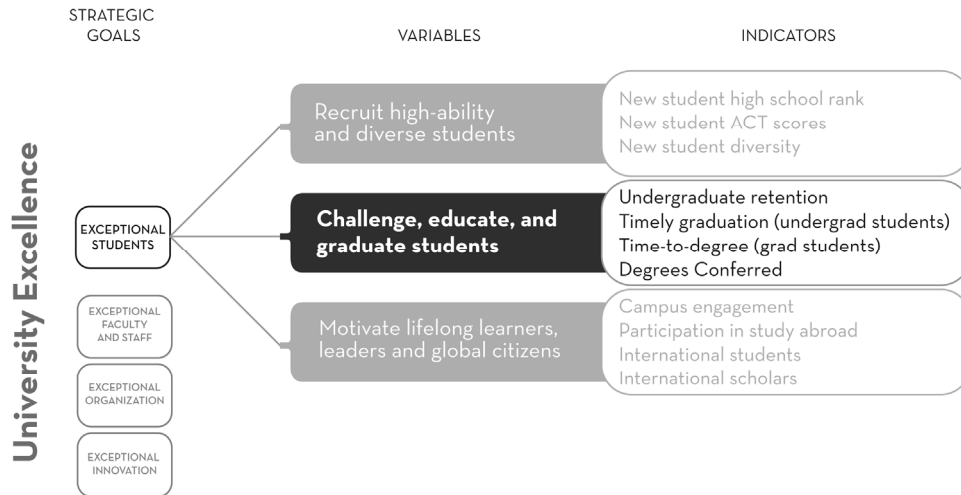 STRATEGIC
GOALS
VARIABLES
INDICATORS
University Excellence
EXCEPTIONAL
STUDENTS
EXCEPTIONAL
FACULTY
AND STAFF
EXCEPTIONAL
ORGANIZATION
EXCEPTIONAL
INNOVATION
Recruit high-ability
and diverse students
New student high school rank
New student ACT scores
New student diversity
Challenge, educate, and
graduate students
Undergraduate retention
Timely graduation (undergrad students)
Time-to-degree (grad students)
Degrees Conferred
Motivate lifelong learners,
leaders and global citizens
Campus engagement
Participation in study abroad
International students
International scholars